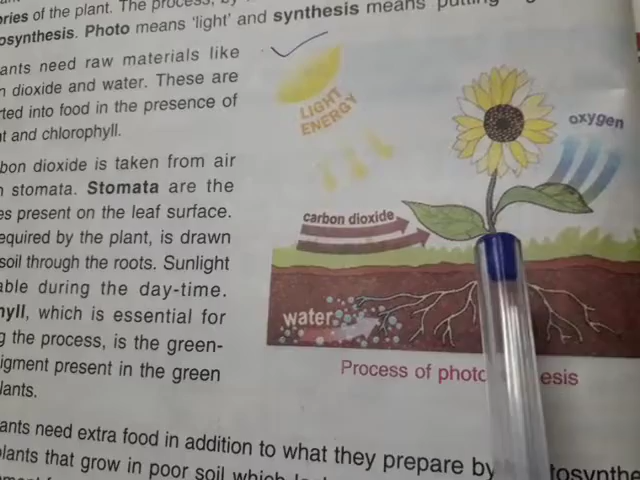 ories of the plant. The process, by
osynthesis. Photo means 'light' and synthesis means 'putting
ants need raw materials like
n dioxide and water. These are
rted into food in the presence of
t and chlorophyll.
bon dioxide is taken from air
n stomata. Stomata are the
es present on the leaf surface.
equired by the plant, is drawn
soil through the roots. Sunlight
able during the day-time.
hyll, which is essential for
g the process, is the green-
igment present in the green
lants.
LIGHT
ENERGY
oxygen
carbon dioxide
water
Process of photo esis
ants need extra food in addition to what they prepare by tosynthe
plants that grow in poor soil which